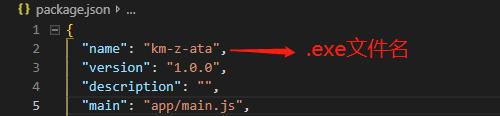 package.json > ...
1 {
2 "name": "km-z-ata", .exe文件名
3 "version": "1.0.0",
4 "description": "",
5 "main": "app/main.js",